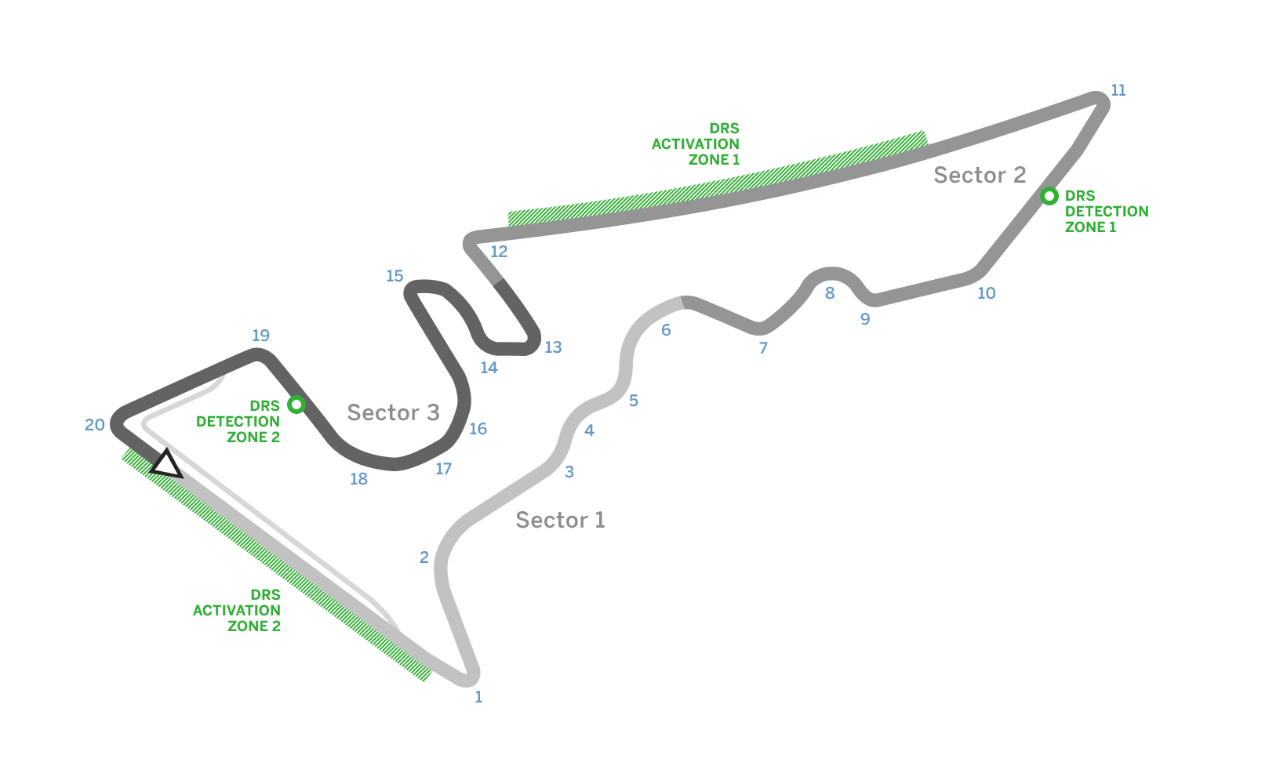 11
DRS
ACTIVATION
ZONE 1
Sector 2
DRS
DETECTION
ZONE 1
12
15
10
8
9
6
7
13
14
19
5
DRS
DETECTION
ZONE 2
Sector 3
20
16
4
17
3
18
Sector 1
2
DRS
ACTIVATION
ZONE 2
1